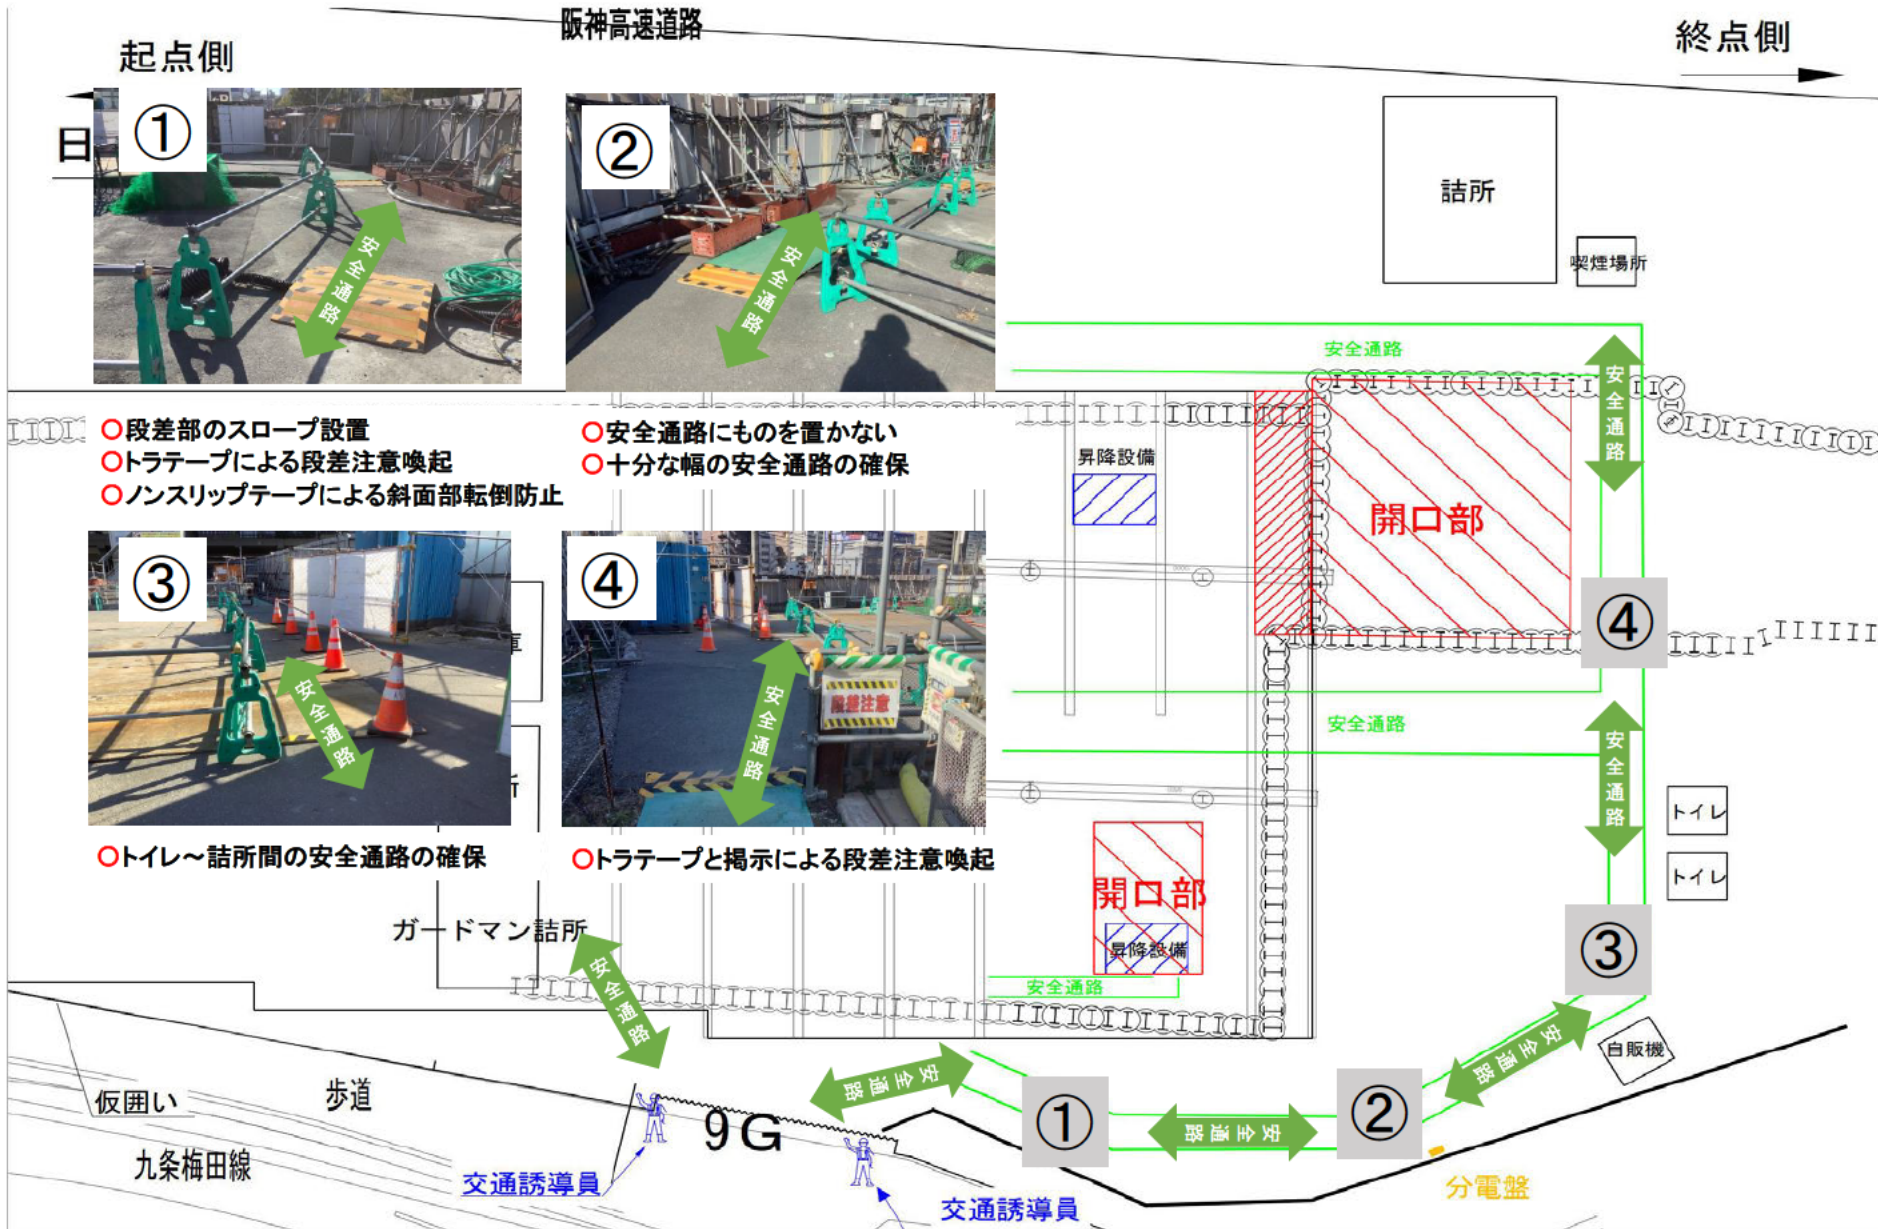 阪神高速道路
起点側
終点側
日
①
②
安全通路
安全通路
詰所
喫煙場所
安全通路
安全通路
○段差部のスロープ設置
○トラテープによる段差注意喚起
○ノンスリップテープによる斜面部転倒防止
○安全通路にものを置かない
○十分な幅の安全通路の確保
昇降設備
開口部
③
④
安全通路
安全通路
段差注意
庫
所
④
安全通路
安全通路
トイレ
トイレ
○トイレ～詰所間の安全通路の確保
○トラテープと掲示による段差注意喚起
開口部
昇降設備
ガードマン詰所
安全通路
安全通路
③
自販機
安全通路
安全通路
安全通路
①
②
仮囲い
歩道
9G
九条梅田線
交通誘導員
交通誘導員
分電盤